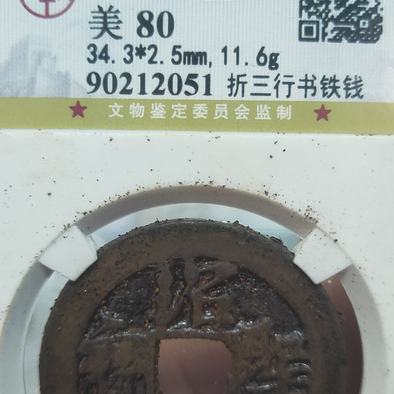 美 80
34.3*2.5mm,11.6g
90212051 折三行书铁钱
文物鉴定委员会监制